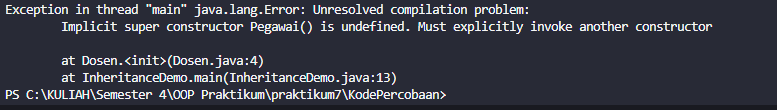 Exception in thread "main" java.lang.Error: Unresolved compilation problem:
Implicit super constructor Pegawai() is undefined. Must explicitly invoke another constructor
at Dosen.<init>(Dosen.java:4)
at InheritanceDemo.main(InheritanceDemo.java:13)
PS C:\KULIAH\Semester 4\OOP Praktikum\praktikum7\KodePercobaan>